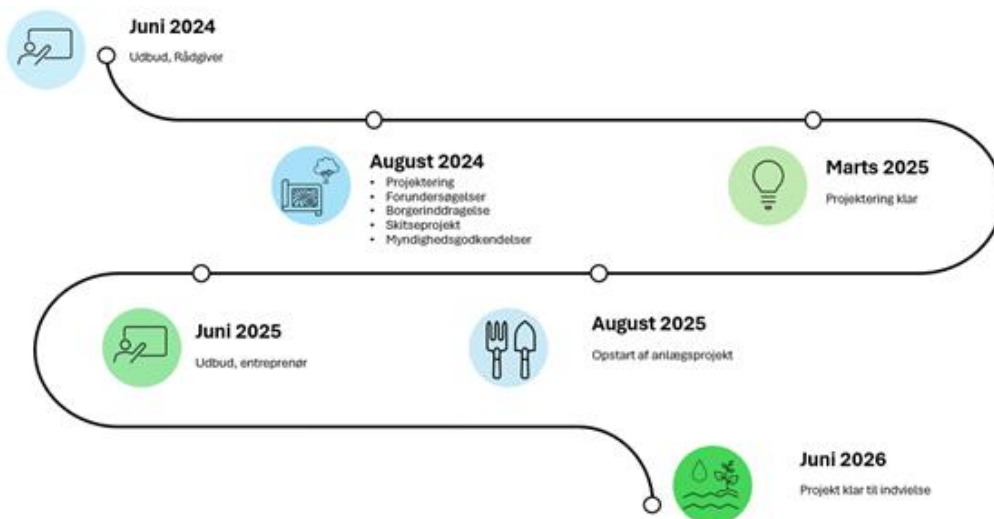 Juni 2024
Udbud, Rådgiver
August 2024
• Projektering
• Forundersøgelser
• Borgerinddragelse
• Skitseprojekt
• Myndighedsgodkendelser
Marts 2025
Projektering klar
Juni 2025
Udbud, entreprenør
August 2025
Opstart af anlægsprojekt
Juni 2026
Projekt klar til indvielse